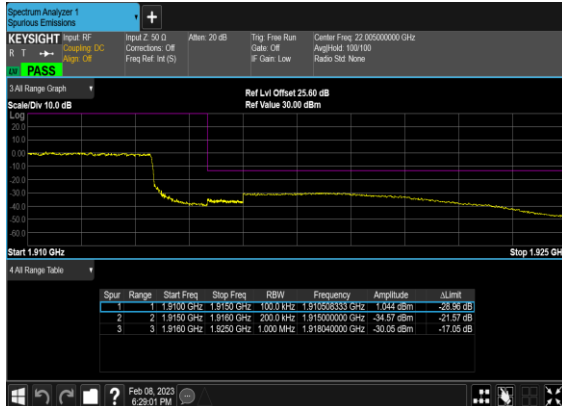 Spectrum Analyzer 1
Spurious Emissions
KEYSIGHT
R T
LW PASS
Input: RF
Coupling: DC
Align: Off
Input Z: 50 Ω
Corrections: Off
Freq Ref: Int (S)
Atten: 20 dB
Trig: Free Run
Gate: Off
IF Gain: Low
Center Freq: 22.005000000 GHz
Avg|Hold: 100/100
Radio Std: None
3 All Range Graph
Scale/Div 10.0 dB
Ref Lvl Offset 25.60 dB
Ref Value 30.00 dBm
Log
20.0
10.0
0.00
-10.0
-20.0
-30.0
-40.0
-50.0
-60.0
Start 1.910 GHz
Stop 1.925 GH
4 All Range Table
Spur Range Start Freq Stop Freq RBW Frequency Amplitude ΔLimit
1 1 1.9100 GHz 1.9150 GHz 100.0 kHz 1.910508333 GHz 1.044 dBm -28.96 dB
2 2 1.9150 GHz 1.9160 GHz 200.0 kHz 1.915000000 GHz -34.57 dBm -21.57 dB
3 3 1.9160 GHz 1.9250 GHz 1.000 MHz 1.918040000 GHz -30.05 dBm -17.05 dB
Feb 08, 2023
6:29:01 PM